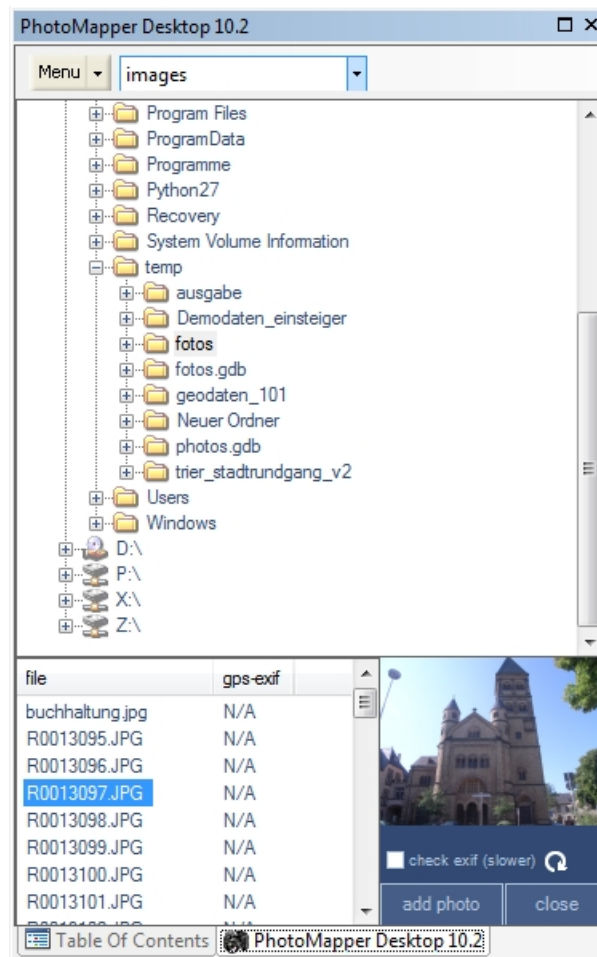 PhotoMapper Desktop 10.2
Menu images
Program Files
ProgramData
Programme
Python27
Recovery
System Volume Information
temp
ausgabe
Demodaten_einsteiger
fotos
fotos.gdb
geodaten_101
Neuer Ordner
photos.gdb
trier_stadtrundgang_v2
Users
Windows
D:\
P:\
X:\
Z:\
file gps-exif
buchhaltung.jpg N/A
R0013095.JPG N/A
R0013096.JPG N/A
R0013097.JPG N/A
R0013098.JPG N/A
R0013099.JPG N/A
R0013100.JPG N/A
R0013101.JPG N/A
check exif (slower)
add photo close
Table Of Contents PhotoMapper Desktop 10.2